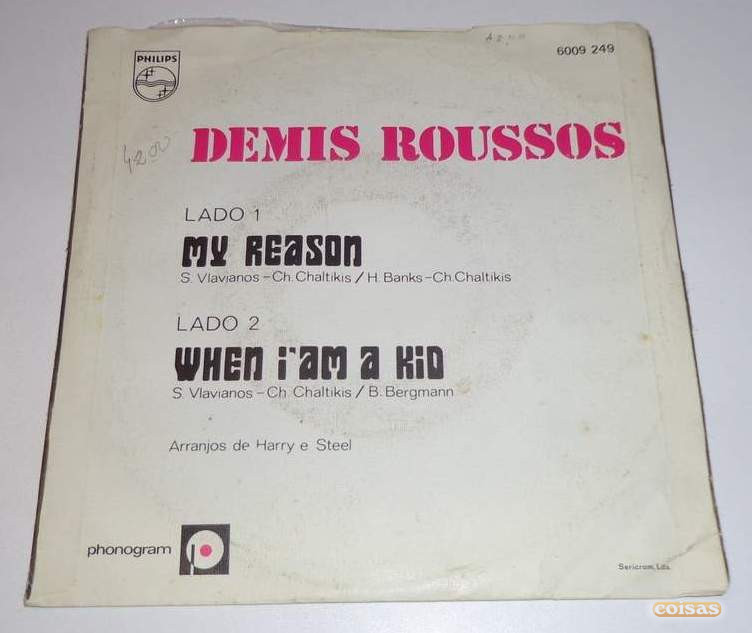 PHILIPS
6009 249
4200
DEMIS ROUSSOS
LADO 1
MY REASON
S. Vlavianos – Ch. Chaltikis / H. Banks – Ch. Chaltikis
LADO 2
WHEN i'AM A KiD
S. Vlavianos – Ch. Chaltikis / B. Bergmann
Arranjos de Harry e Steel
phonogram
Sericrom, Lda.
coisas